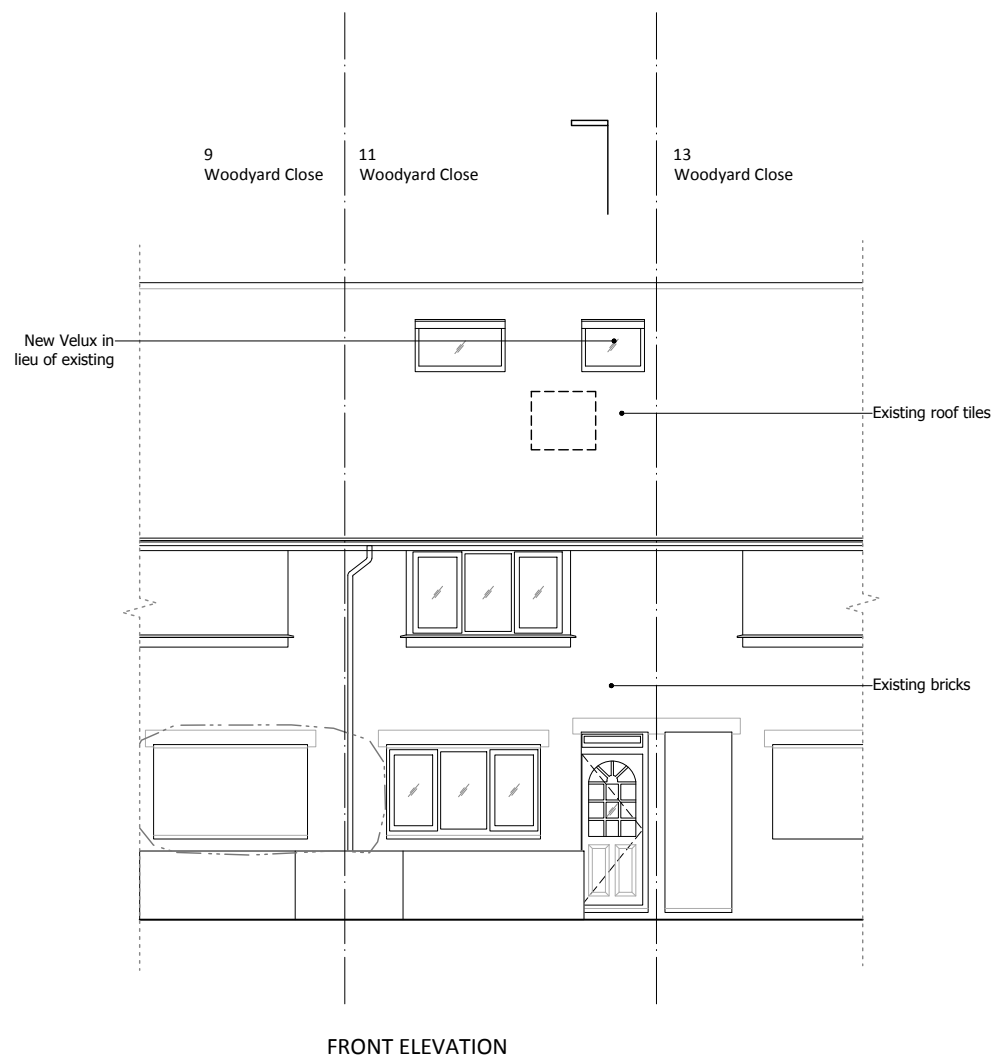 9
Woodyard Close
11
Woodyard Close
13
Woodyard Close
New Velux in
lieu of existing
Existing roof tiles
Existing bricks
FRONT ELEVATION